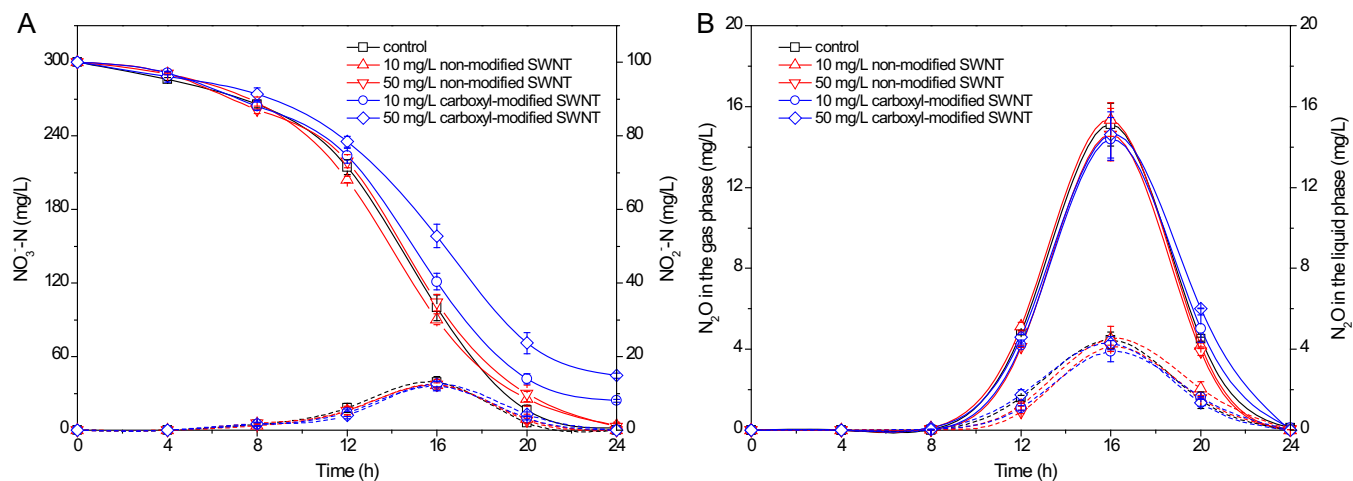 A
control
10 mg/L non-modified SWNT
50 mg/L non-modified SWNT
10 mg/L carboxyl-modified SWNT
50 mg/L carboxyl-modified SWNT
300
240
180
120
60
0
NO₃⁻-N (mg/L)
100
80
60
40
20
0
NO₂⁻-N (mg/L)
0 4 8 12 16 20 24
Time (h)
B
control
10 mg/L non-modified SWNT
50 mg/L non-modified SWNT
10 mg/L carboxyl-modified SWNT
50 mg/L carboxyl-modified SWNT
20
16
12
8
4
0
N₂O in the gas phase (mg/L)
20
16
12
8
4
0
N₂O in the liquid phase (mg/L)
0 4 8 12 16 20 24
Time (h)